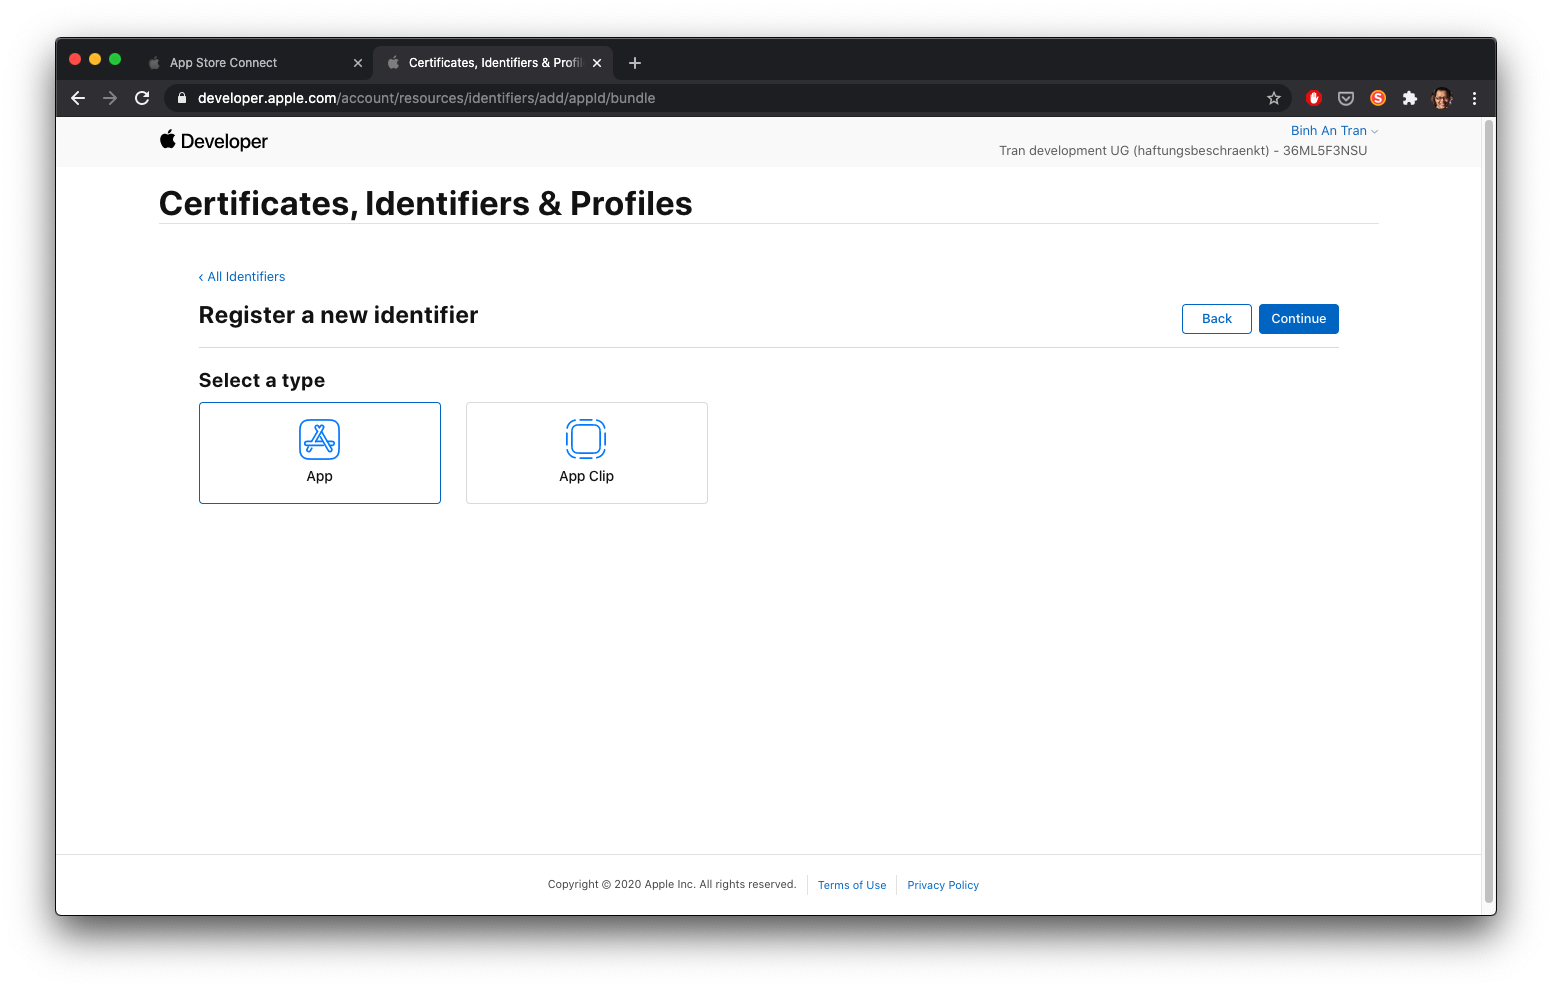 App Store Connect
Certificates, Identifiers & Profi
developer.apple.com/account/resources/identifiers/add/appId/bundle
Developer
Binh An Tran
Tran development UG (haftungsbeschraenkt) - 36ML5F3NSU
Certificates, Identifiers & Profiles
‹ All Identifiers
Register a new identifier
Back
Continue
Select a type
App
App Clip
Copyright © 2020 Apple Inc. All rights reserved.
Terms of Use
Privacy Policy